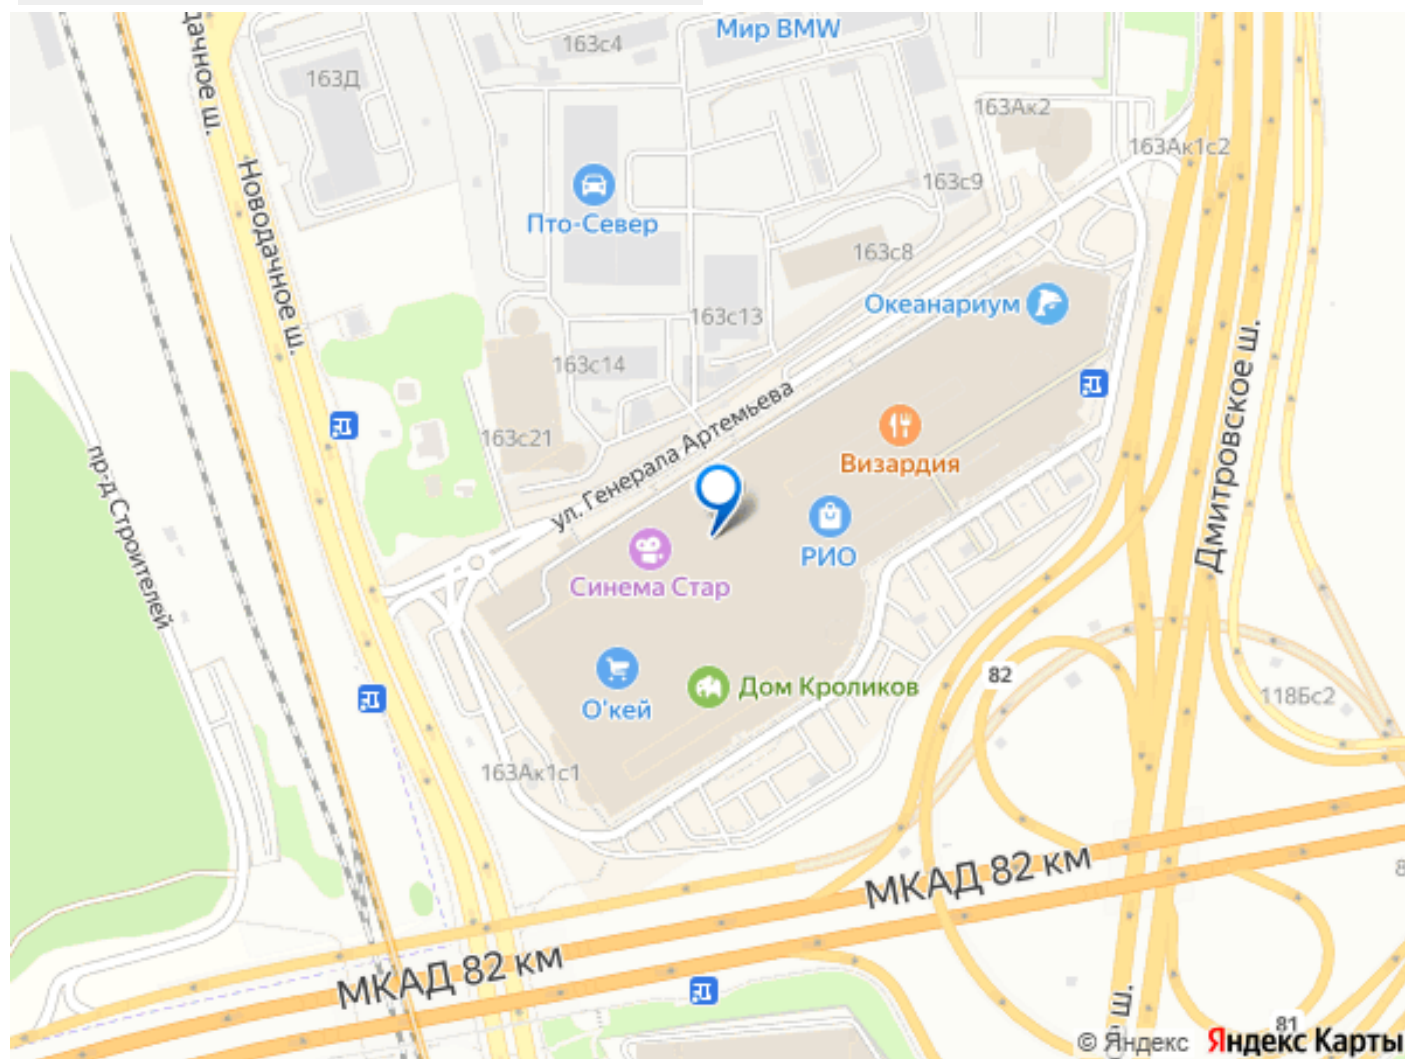 163с4
Мир BMW
163Д
дачное ш.
163Ак2
163Ак1с2
Новодачное ш.
163с9
Пто-Север
163с8
Океанариум
163с13
163с14
Дмитровское ш.
ул. Генерала Артемьева
163с21
Визардия
пр-д Строителей
РИО
Синема Стар
82
Дом Кроликов
118Бс2
О'кей
163Ак1с1
МКАД 82 км
8
МКАД 82 км
ш.
81
© Яндекс Яндекс Карты